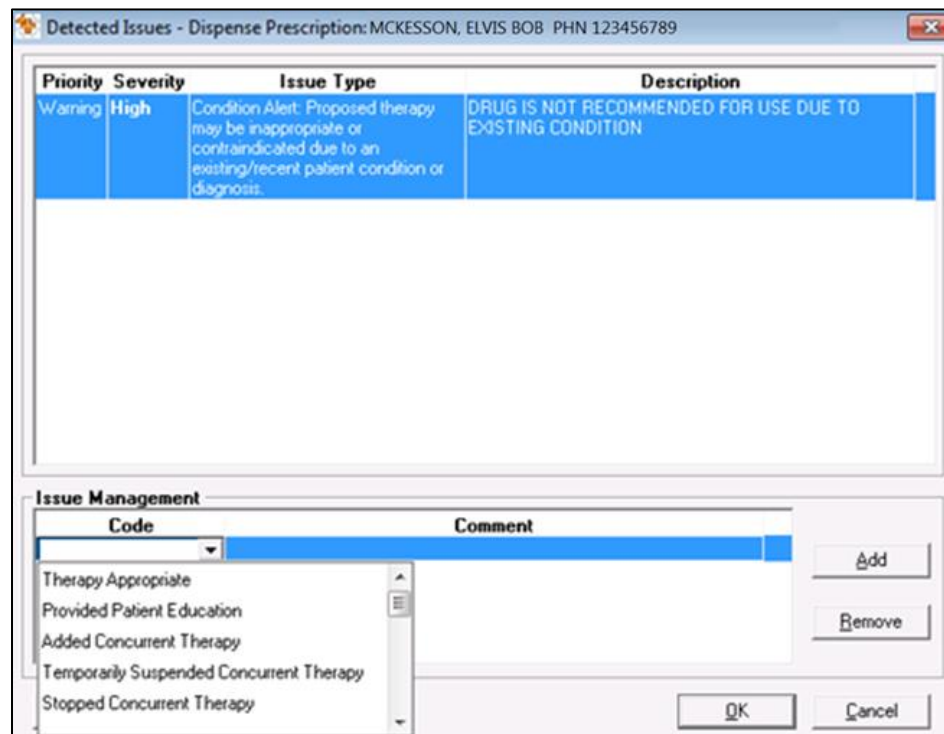 Detected Issues - Dispense Prescription: MCKESSON, ELVIS BOB PHN 123456789
Priority Severity Issue Type Description
Warning High Condition Alert: Proposed therapy DRUG IS NOT RECOMMENDED FOR USE DUE TO
may be inappropriate or EXISTING CONDITION
contraindicated due to an
existing/recent patient condition or
diagnosis.
Issue Management
Code Comment
Add
Therapy Appropriate
Provided Patient Education
Remove
Added Concurrent Therapy
Temporarily Suspended Concurrent Therapy
Stopped Concurrent Therapy
OK Cancel